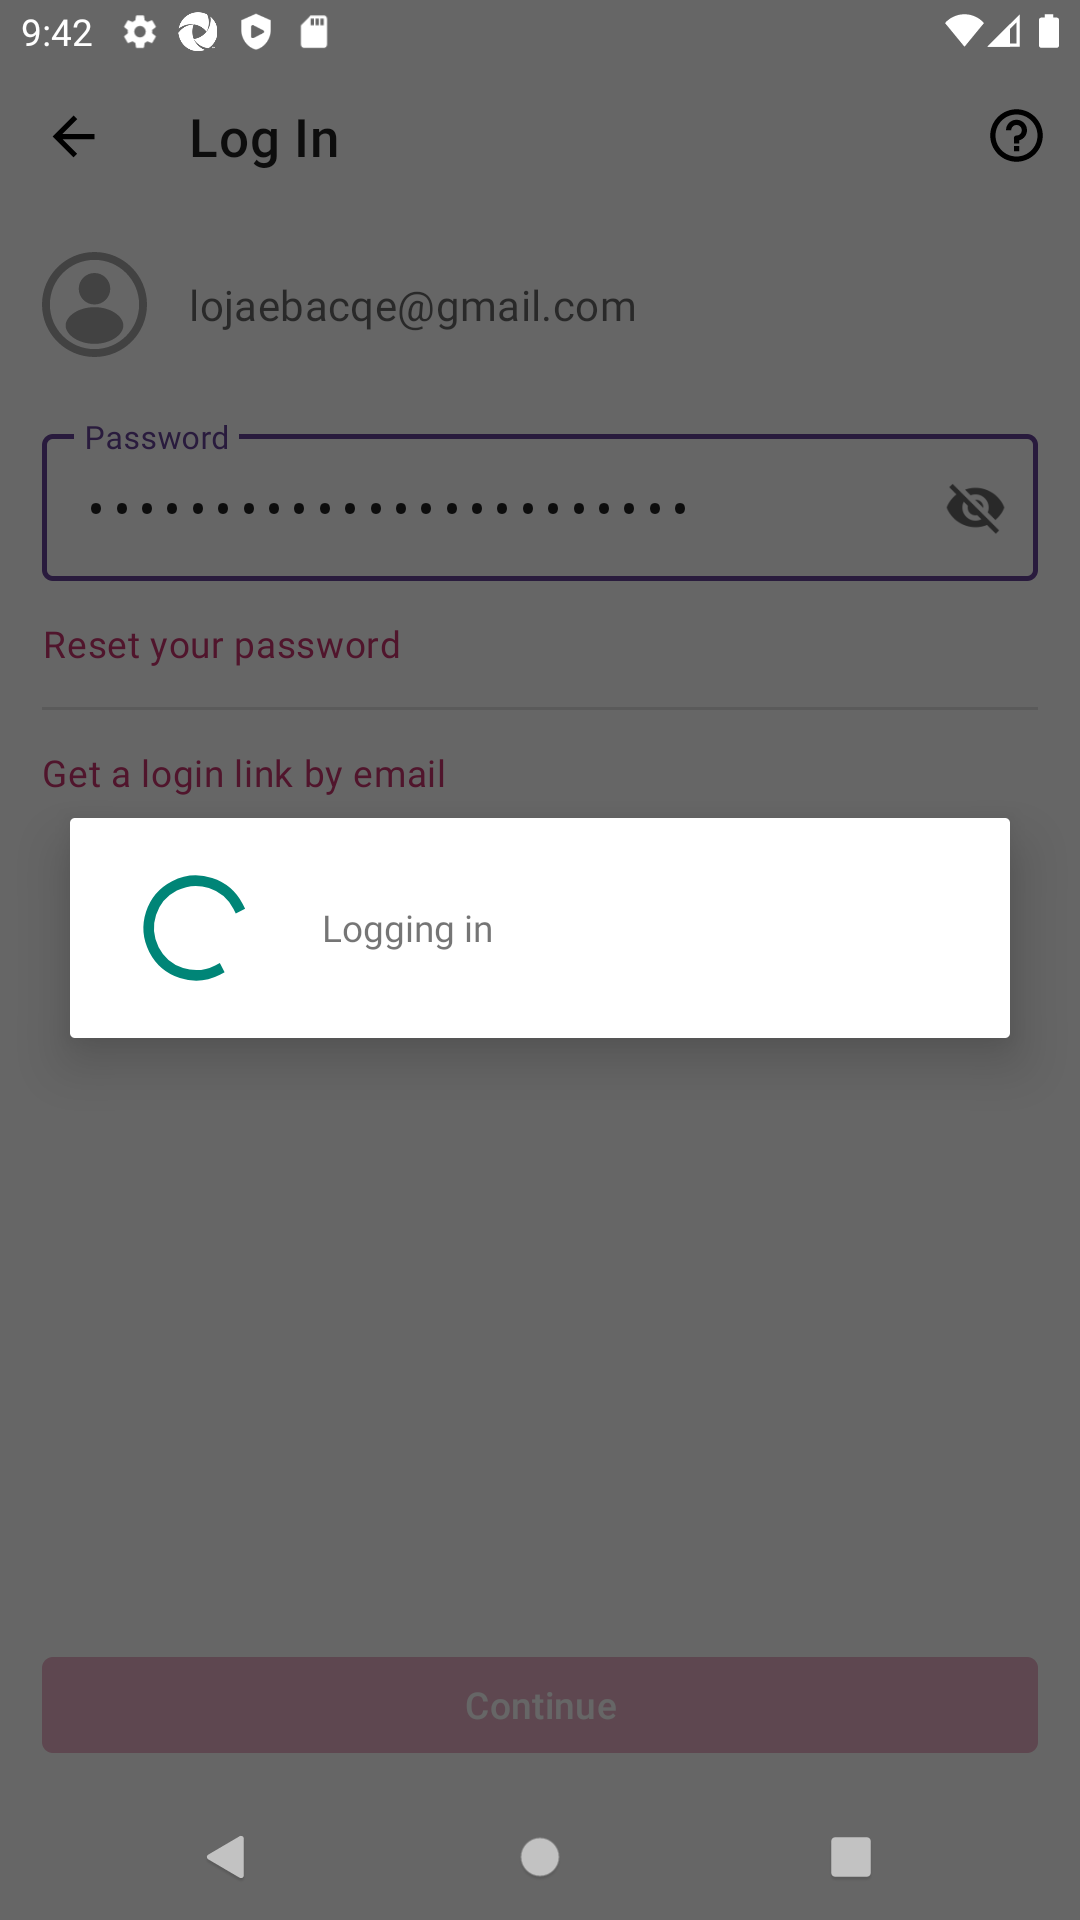 9:42
Log In
lojaebacqe@gmail.com
Password
••••••••••••••••••••••••
Reset your password
Get a login link by email
Logging in
Continue